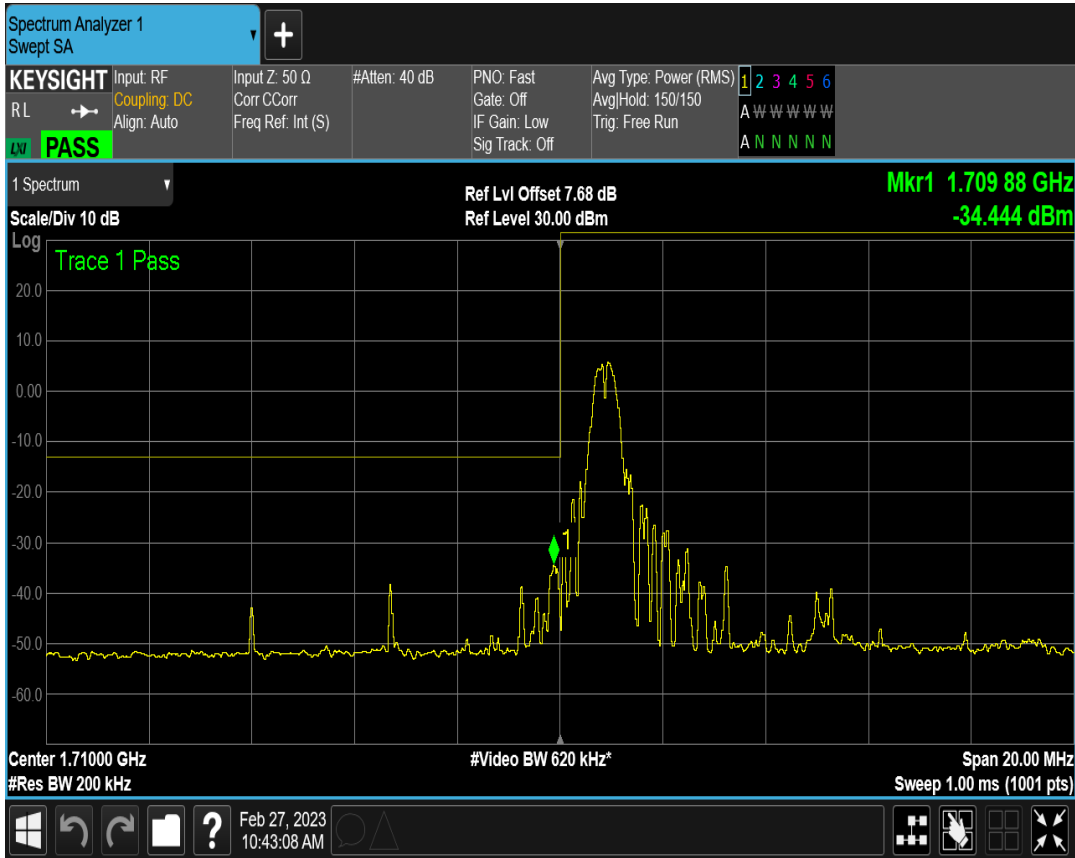 Spectrum Analyzer 1
Swept SA
+
KEYSIGHT
RL
LXI PASS
Input: RF
Coupling: DC
Align: Auto
Input Z: 50 Ω
Corr CCorr
Freq Ref: Int (S)
#Atten: 40 dB
PNO: Fast
Gate: Off
IF Gain: Low
Sig Track: Off
Avg Type: Power (RMS)
Avg|Hold: 150/150
Trig: Free Run
1 2 3 4 5 6
A W W W W W
A N N N N N
1 Spectrum
Scale/Div 10 dB
Ref Lvl Offset 7.68 dB
Ref Level 30.00 dBm
Mkr1 1.709 88 GHz
-34.444 dBm
Log
Trace 1 Pass
20.0
10.0
0.00
-10.0
-20.0
-30.0
1
-40.0
-50.0
-60.0
Center 1.71000 GHz
#Res BW 200 kHz
#Video BW 620 kHz*
Span 20.00 MHz
Sweep 1.00 ms (1001 pts)
?
Feb 27, 2023
10:43:08 AM